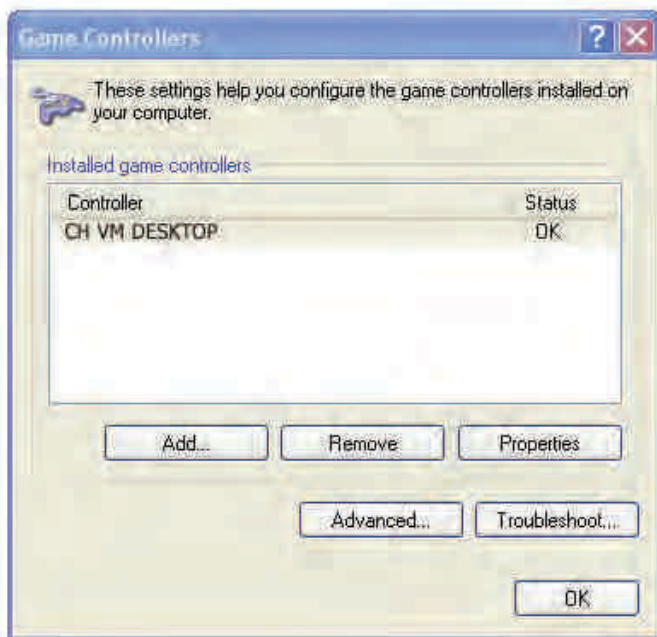 Game Controllers
These settings help you configure the game controllers installed on
your computer.
Installed game controllers
Controller Status
CH VM DESKTOP OK
Add... Remove Properties
Advanced... Troubleshoot...
OK